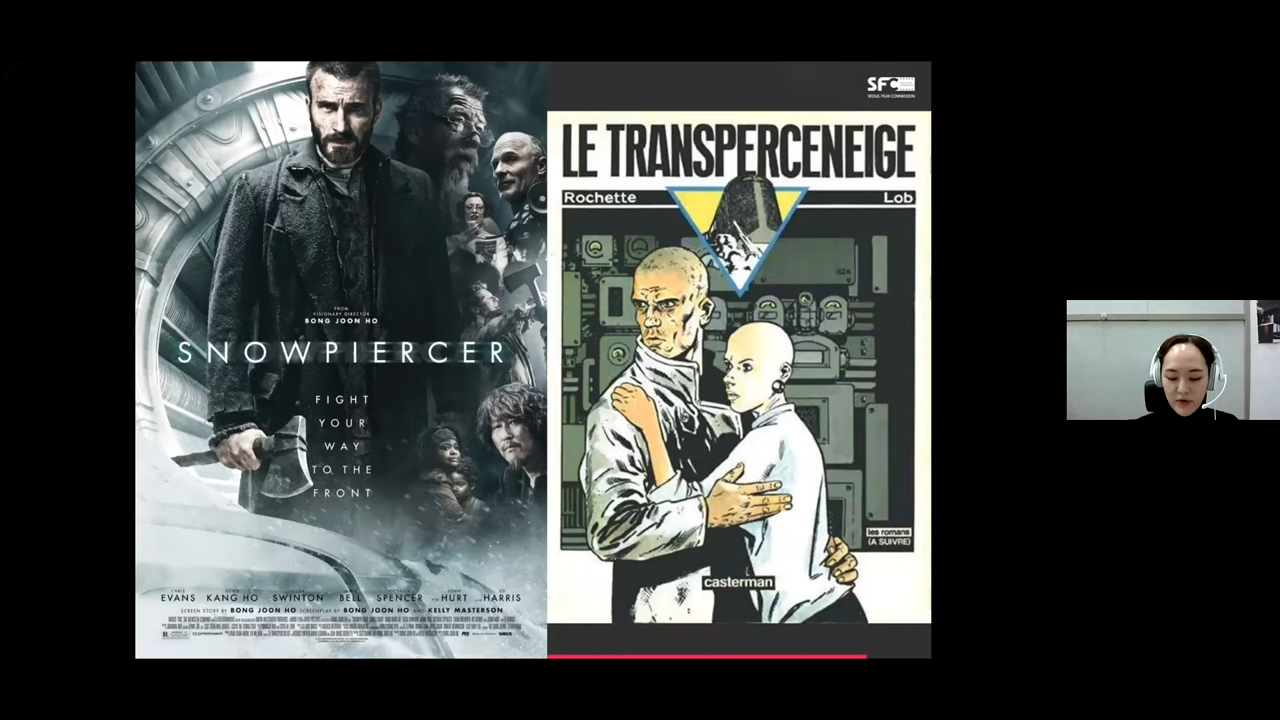 FROM
VISIONARY DIRECTOR
BONG JOON HO
SNOWPIERCER
FIGHT
YOUR
WAY
TO THE
FRONT
EVANS KANG HO SWINTON BELL SPENCER HURT HARRIS
SCREEN STORY BY BONG JOON HO SCREENPLAY BY BONG JOON HO AND KELLY MASTERSON
R
SFC
SEOUL FILM COMMISSION
LE TRANSPERCENEIGE
Rochette Lob
les romans
(A SUIVRE)
casterman